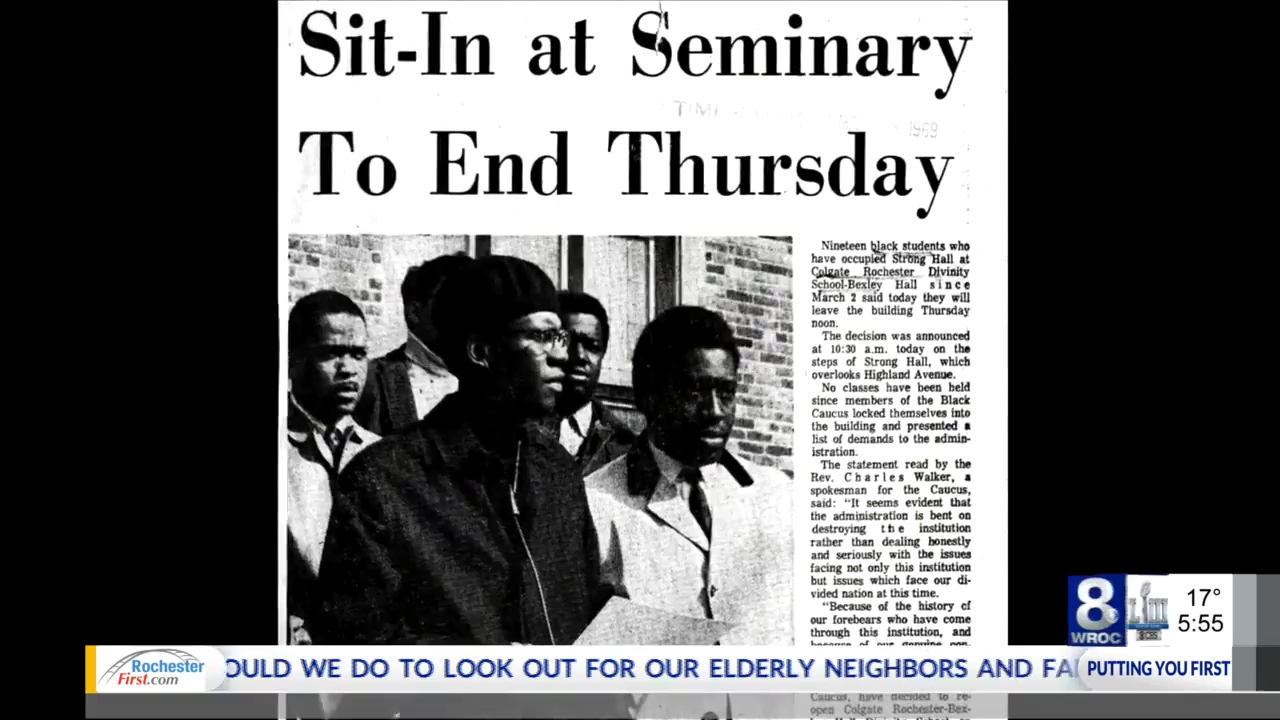 Sit-In at Seminary
To End Thursday
1969
Nineteen black students who
have occupied Strong Hall at
Colgate Rochester Divinity
School-Bexley Hall since
March 2 said today they will
leave the building Thursday
noon.
The decision was announced
at 10:30 a.m. today on the
steps of Strong Hall, which
overlooks Highland Avenue.
No classes have been held
since members of the Black
Caucus locked themselves into
the building and presented a
list of demands to the admin-
istration.
The statement read by the
Rev. Charles Walker, a
spokesman for the Caucus,
said: “It seems evident that
the administration is bent on
destroying the institution
rather than dealing honestly
and seriously with the issues
facing not only this institution
but issues which face our di-
vided nation at this time.
“Because of the history of
our forebears who have come
through this institution, and
Caucus, have decided to re-
open Colgate Rochester-Bex-
8
WROC
LIII
CBS
17°
5:55
Rochester
First.com
OULD WE DO TO LOOK OUT FOR OUR ELDERLY NEIGHBORS AND FA
PUTTING YOU FIRST